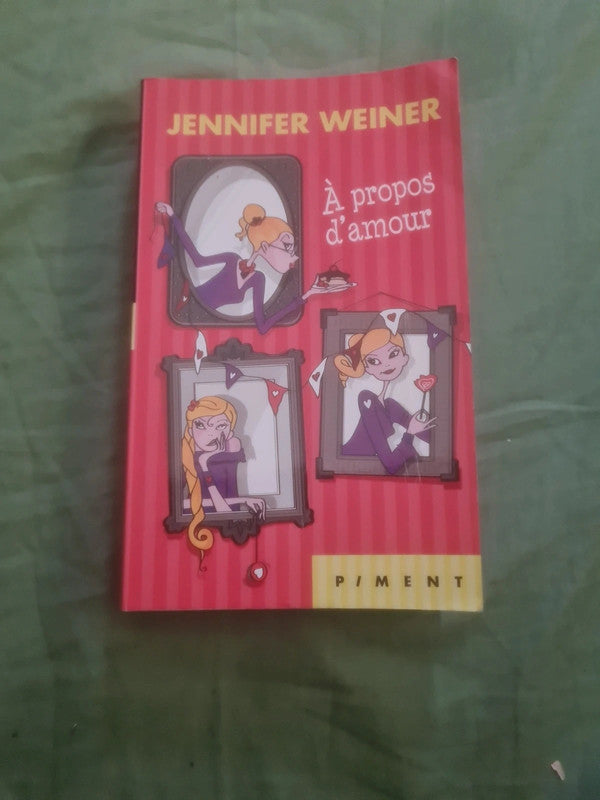 JENNIFER WEINER
À propos
d'amour
PIMENT